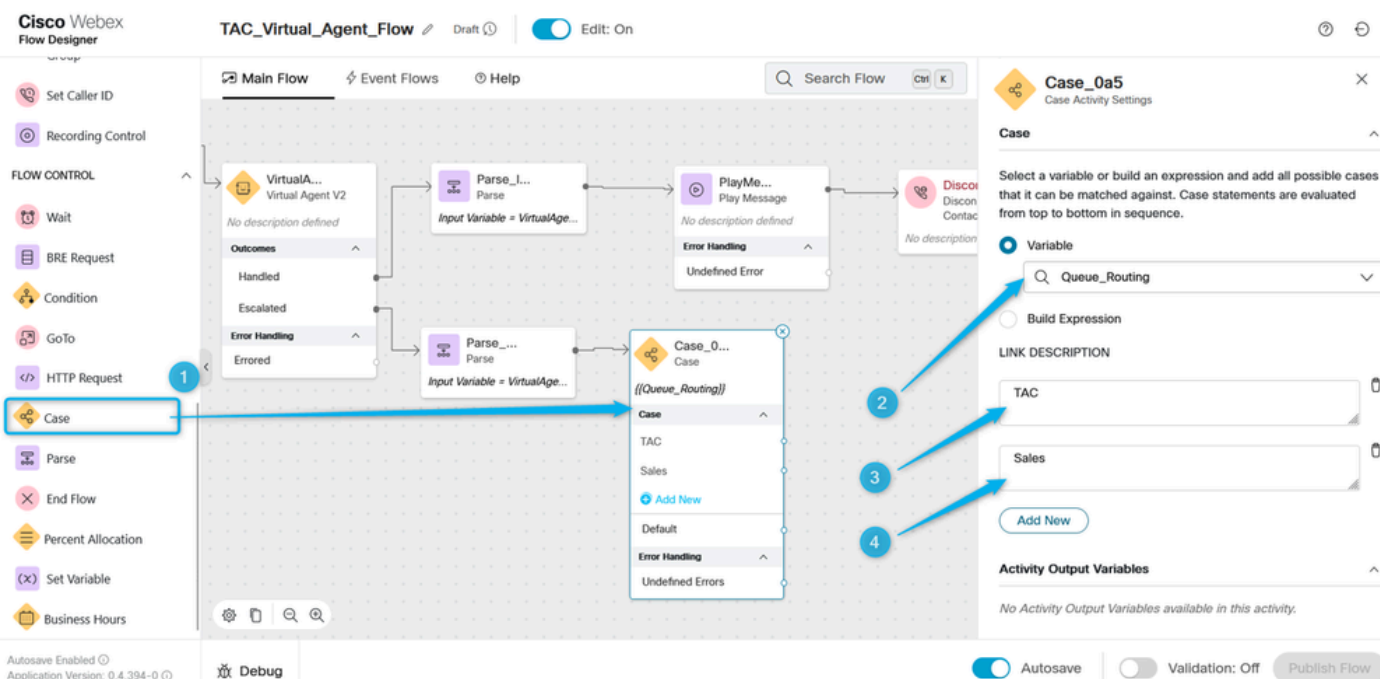 Cisco Webex
Flow Designer
TAC_Virtual_Agent_Flow
Draft
Edit: On
Group
Set Caller ID
Recording Control
FLOW CONTROL
Wait
BRE Request
Condition
GoTo
HTTP Request
1
Case
Parse
End Flow
Percent Allocation
Set Variable
Business Hours
Autosave Enabled
Application Version: 0.4.394-0
Main Flow
Event Flows
Help
Search Flow
Ctrl K
VirtualA...
Virtual Agent V2
No description defined
Outcomes
Handled
Escalated
Error Handling
Errored
Parse_I...
Parse
Input Variable = VirtualAge...
PlayMe...
Play Message
No description defined
Error Handling
Undefined Error
Discon
Discon
Contac
No description
Parse_...
Parse
Input Variable = VirtualAge...
Case_0...
Case
{{Queue_Routing}}
Case
TAC
Sales
Add New
Default
Error Handling
Undefined Errors
Debug
Case_0a5
Case Activity Settings
Case
Select a variable or build an expression and add all possible cases
that it can be matched against. Case statements are evaluated
from top to bottom in sequence.
Variable
Queue_Routing
Build Expression
2
LINK DESCRIPTION
TAC
3
Sales
4
Add New
Activity Output Variables
No Activity Output Variables available in this activity.
Autosave
Validation: Off
Publish Flow